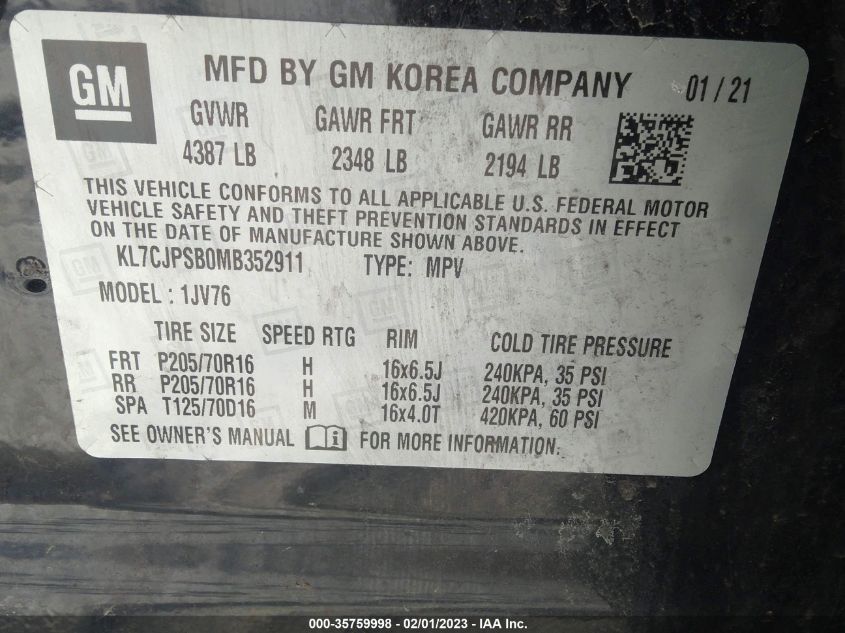 GM
MFD BY GM KOREA COMPANY 01/21
GVWR GAWR FRT GAWR RR
4387 LB 2348 LB 2194 LB
THIS VEHICLE CONFORMS TO ALL APPLICABLE U.S. FEDERAL MOTOR
VEHICLE SAFETY AND THEFT PREVENTION STANDARDS IN EFFECT
ON THE DATE OF MANUFACTURE SHOWN ABOVE.
KL7CJPSB0MB352911 TYPE: MPV
MODEL : 1JV76
TIRE SIZE SPEED RTG RIM COLD TIRE PRESSURE
FRT P205/70R16 H 16x6.5J 240KPA, 35 PSI
RR P205/70R16 H 16x6.5J 240KPA, 35 PSI
SPA T125/70D16 M 16x4.0T 420KPA, 60 PSI
SEE OWNER'S MANUAL FOR MORE INFORMATION.
000-35759998 - 02/01/2023 - IAA Inc.